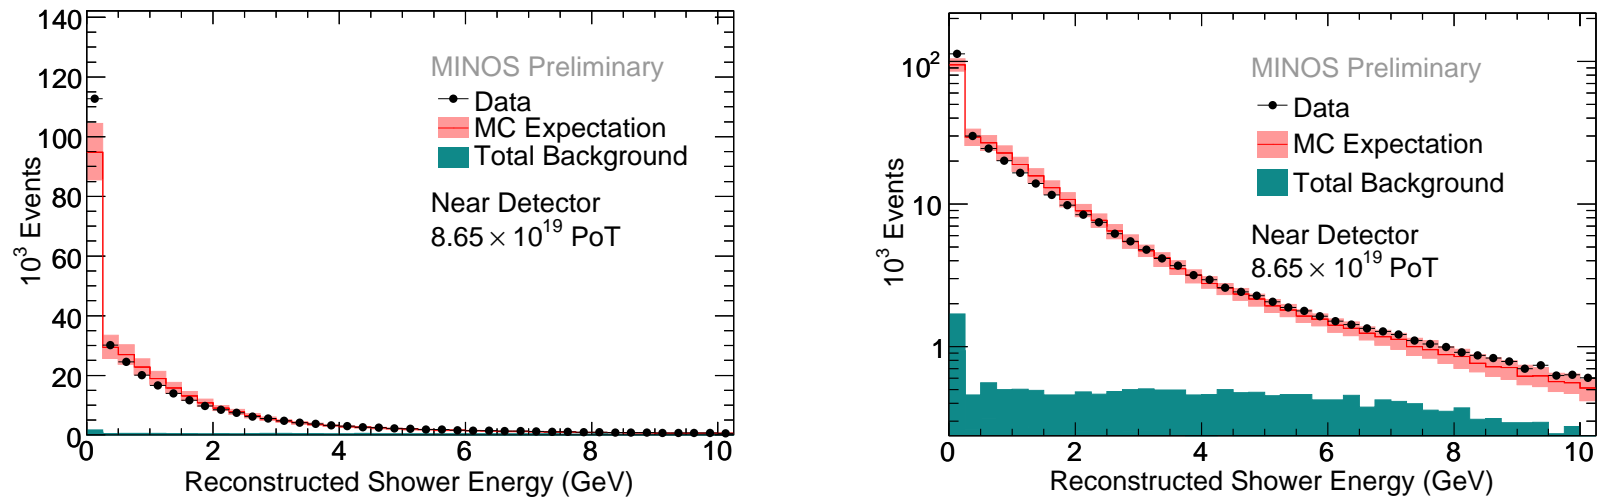 140
120
100
80
60
40
20
0
10³ Events
MINOS Preliminary
Data
MC Expectation
Total Background
Near Detector
8.65 × 10¹⁹ PoT
0 2 4 6 8 10
Reconstructed Shower Energy (GeV)
10²
10
1
10³ Events
MINOS Preliminary
Data
MC Expectation
Total Background
Near Detector
8.65 × 10¹⁹ PoT
0 2 4 6 8 10
Reconstructed Shower Energy (GeV)